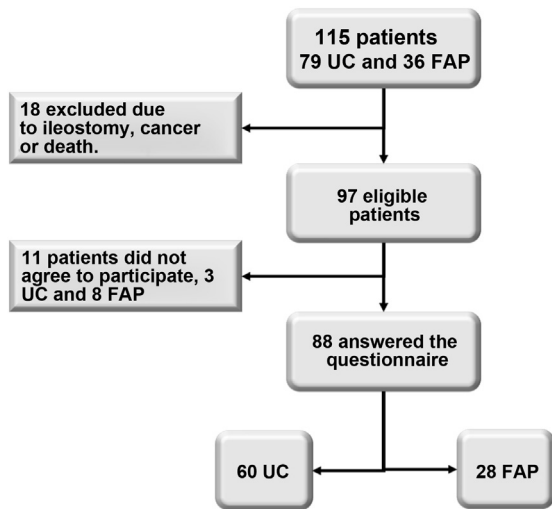 115 patients
79 UC and 36 FAP
18 excluded due
to ileostomy, cancer
or death.
97 eligible
patients
11 patients did not
agree to participate, 3
UC and 8 FAP
88 answered the
questionnaire
60 UC
28 FAP